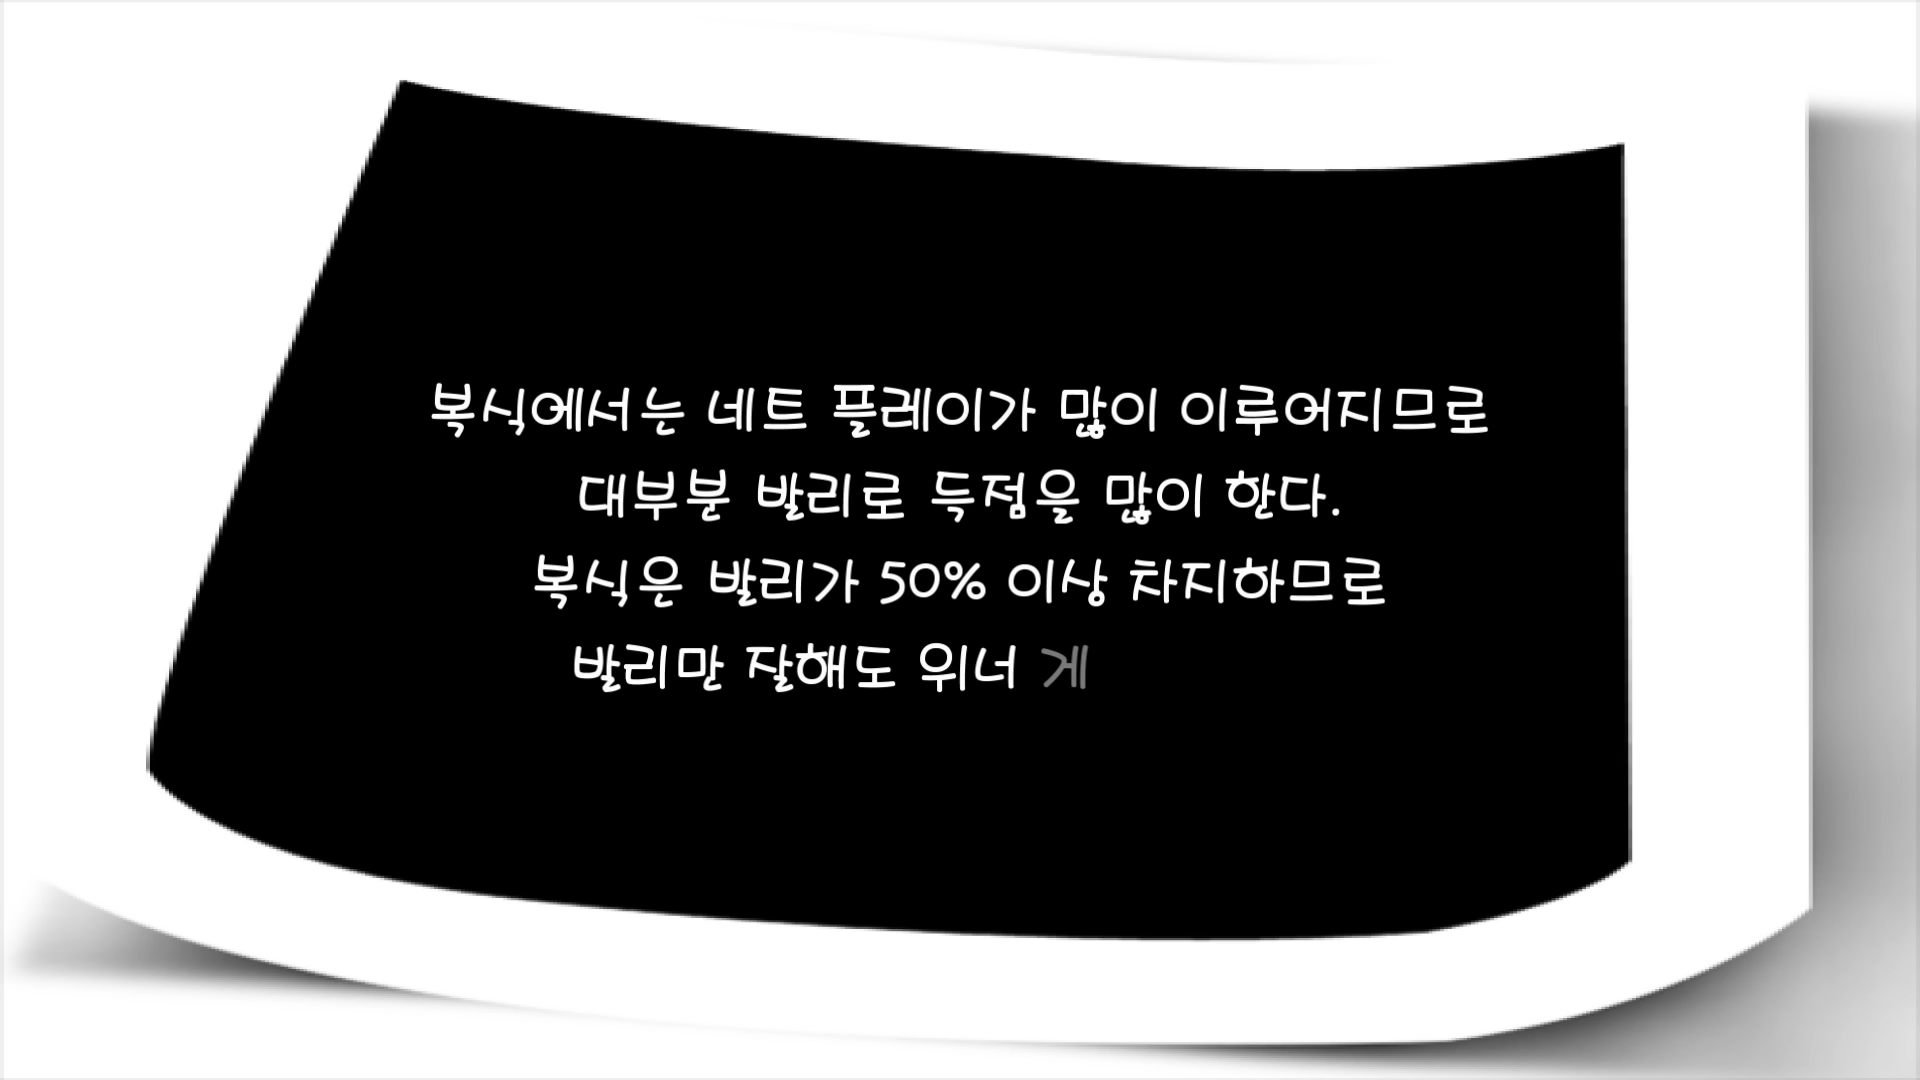 복식에서는 네트 플레이가 많이 이루어지므로
대부분 발리로 득점을 많이 한다.
복식은 발리가 50% 이상 차지하므로
발리만 잘해도 위너 게